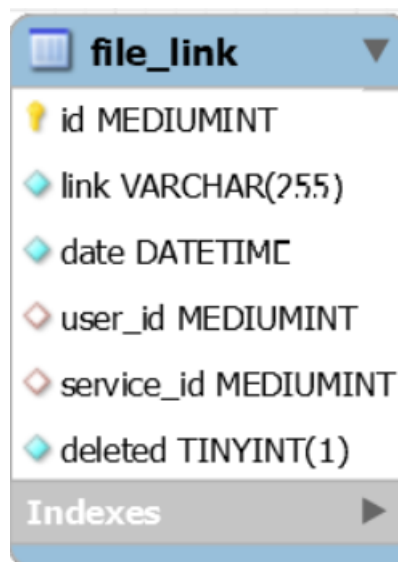 file_link
id MEDIUMINT
link VARCHAR(255)
date DATETIME
user_id MEDIUMINT
service_id MEDIUMINT
deleted TINYINT(1)
Indexes